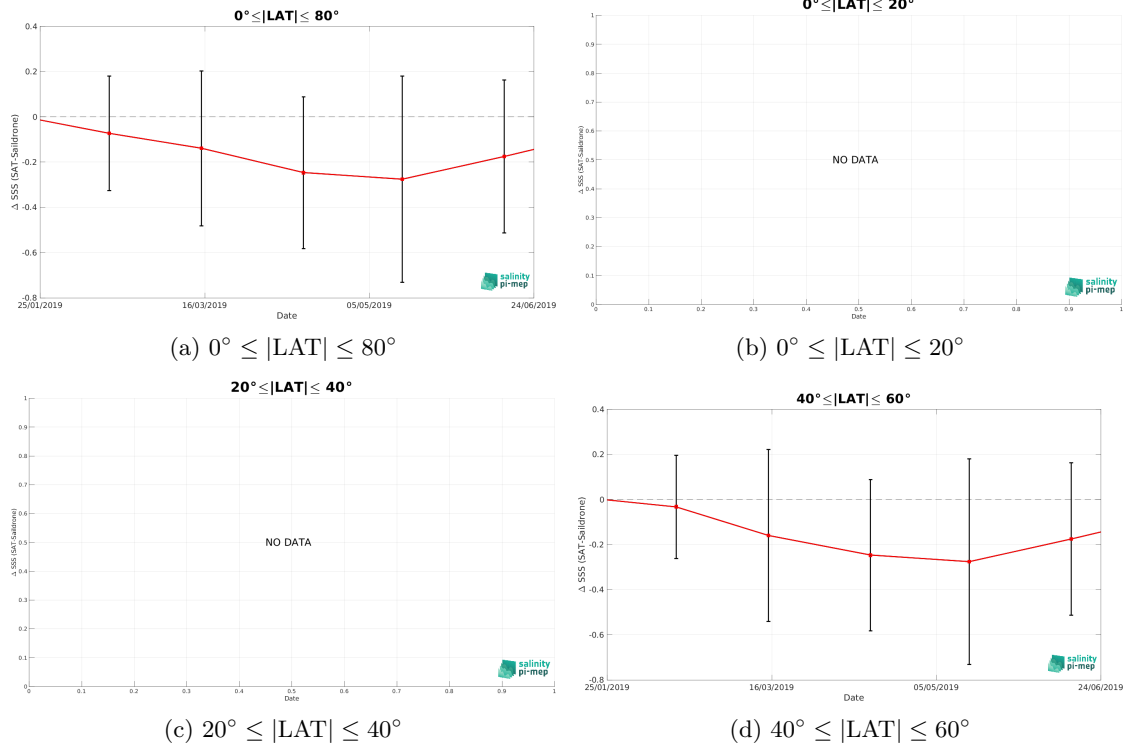 0°≤|LAT|≤ 80°
0.4
0.2
0
-0.2
-0.4
-0.6
-0.8
Δ SSS (SAT-Saildrone)
25/01/2019 16/03/2019 05/05/2019 24/06/2019
Date
salinity
pi-mep
(a) 0° ≤ |LAT| ≤ 80°
0°≤|LAT|≤ 20°
1
0.9
0.8
0.7
0.6
0.5
0.4
0.3
0.2
0.1
0
Δ SSS (SAT-Saildrone)
NO DATA
0 0.1 0.2 0.3 0.4 0.5 0.6 0.7 0.8 0.9 1
Date
salinity
pi-mep
(b) 0° ≤ |LAT| ≤ 20°
20°≤|LAT|≤ 40°
1
0.9
0.8
0.7
0.6
0.5
0.4
0.3
0.2
0.1
0
Δ SSS (SAT-Saildrone)
NO DATA
0 0.1 0.2 0.3 0.4 0.5 0.6 0.7 0.8 0.9 1
Date
salinity
pi-mep
(c) 20° ≤ |LAT| ≤ 40°
40°≤|LAT|≤ 60°
0.4
0.2
0
-0.2
-0.4
-0.6
-0.8
Δ SSS (SAT-Saildrone)
25/01/2019 16/03/2019 05/05/2019 24/06/2019
Date
salinity
pi-mep
(d) 40° ≤ |LAT| ≤ 60°